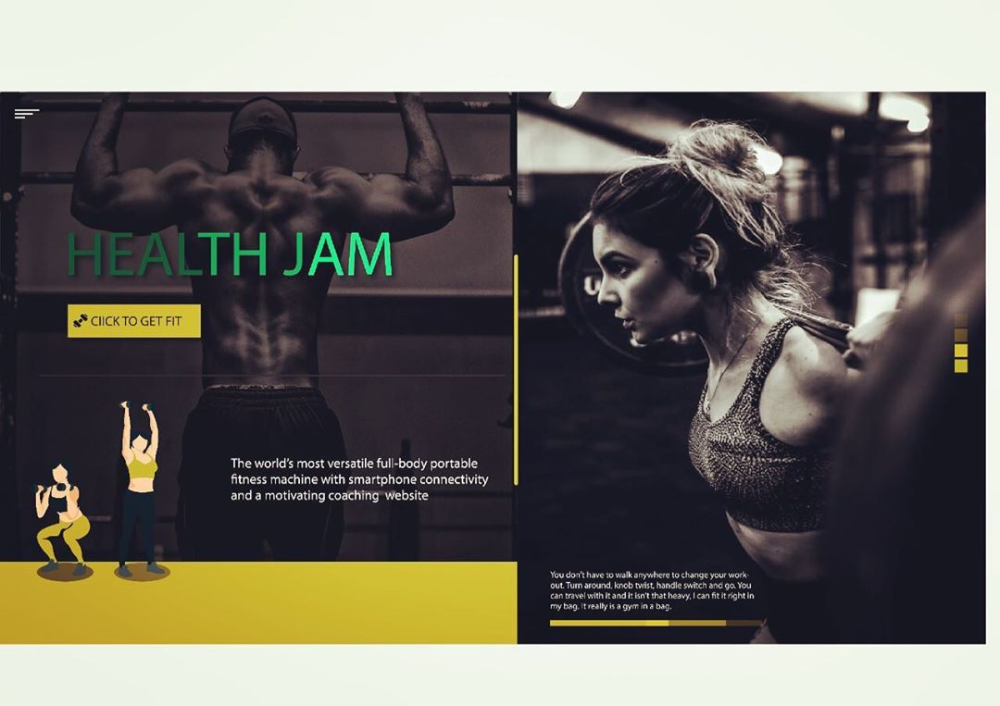 HEALTH JAM
CIICK TO GET FIT
The world's most versatile full-body portable
fitness machine with smartphone connectivity
and a motivating coaching website
You don't have to walk anywhere to change your work-
out. Turn around, knob twist, handle switch and go. You
can travel with it and it isn't that heavy, I can fit it right in
my bag. It really is a gym in a bag.